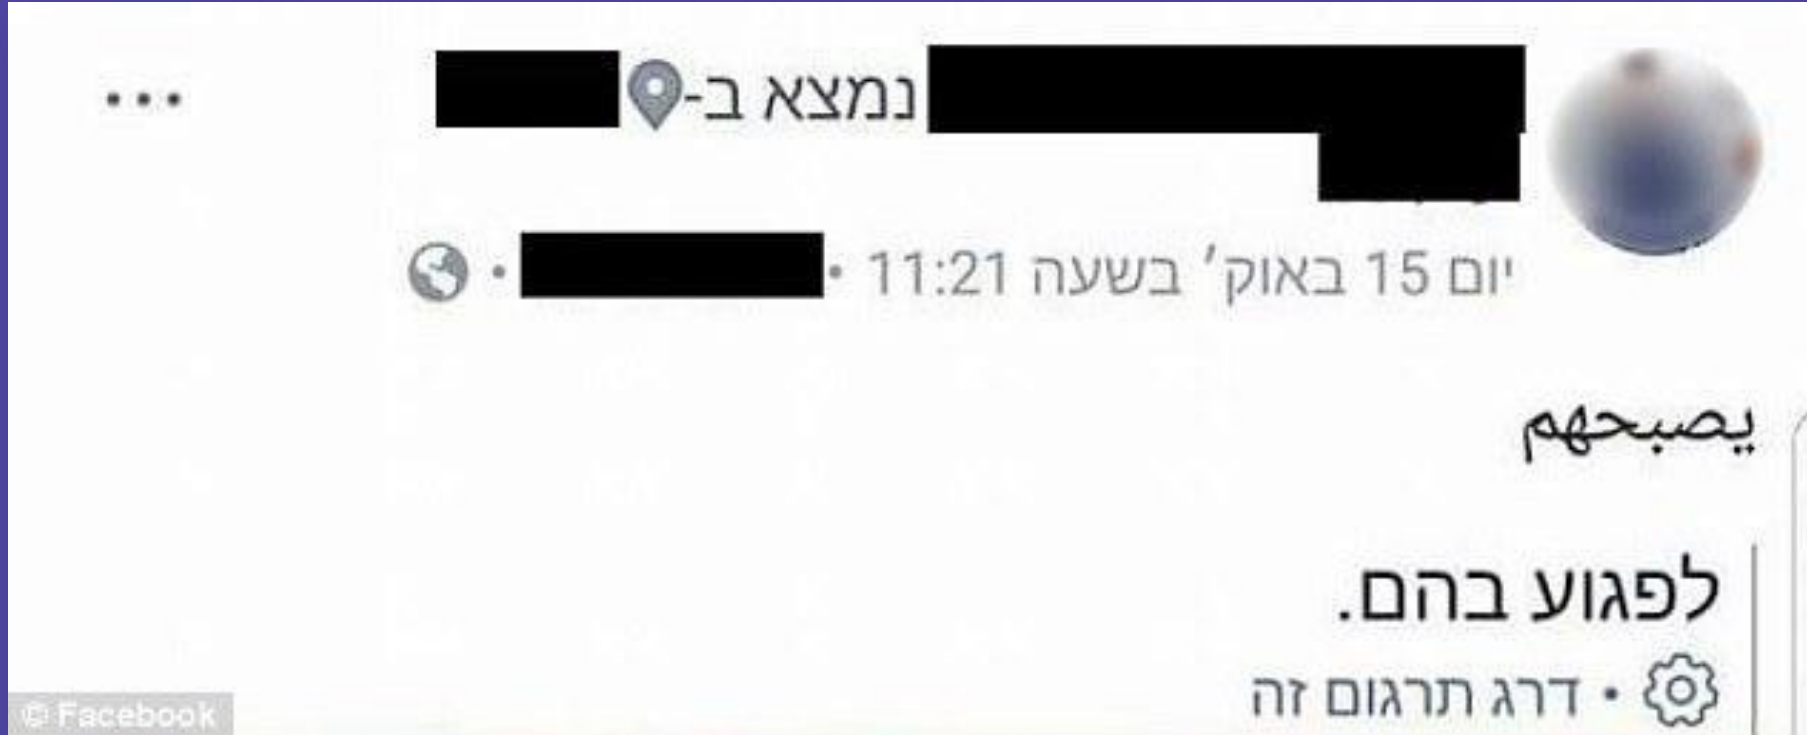 נמצא ב-
יום 15 באוק׳ בשעה 11:21 · ·
يصبحهم
לפגוע בהם.
· דרג תרגום זה
© Facebook